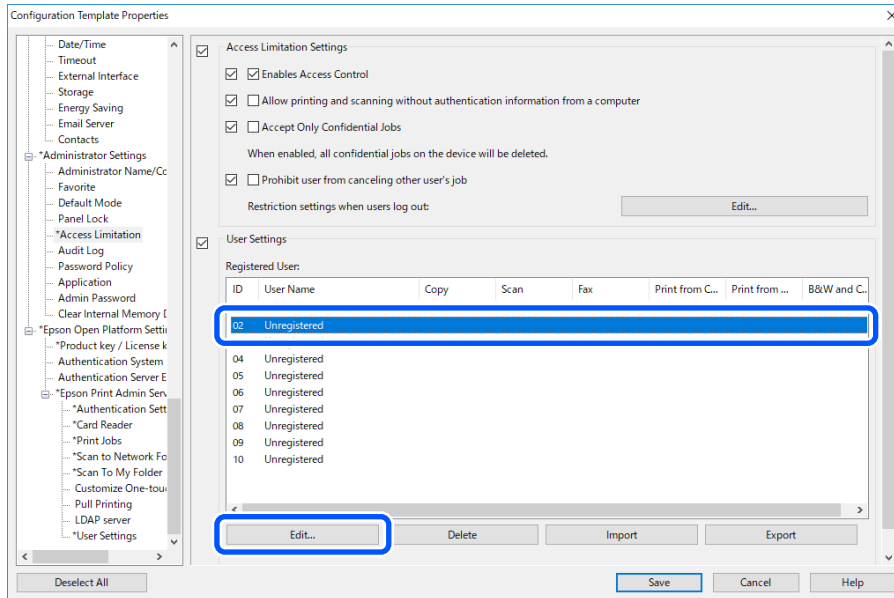 Configuration Template Properties
Date/Time
Timeout
External Interface
Storage
Energy Saving
Email Server
Contacts
*Administrator Settings
Administrator Name/Co
Favorite
Default Mode
Panel Lock
*Access Limitation
Audit Log
Password Policy
Application
Admin Password
Clear Internal Memory D
*Epson Open Platform Settin
*Product key / License k
Authentication System
Authentication Server E
*Epson Print Admin Serv
*Authentication Sett
*Card Reader
*Print Jobs
*Scan to Network Fo
*Scan To My Folder
Customize One-tou
Pull Printing
LDAP server
*User Settings
Access Limitation Settings
Enables Access Control
Allow printing and scanning without authentication information from a computer
Accept Only Confidential Jobs
When enabled, all confidential jobs on the device will be deleted.
Prohibit user from canceling other user's job
Restriction settings when users log out: Edit...
User Settings
Registered User:
ID User Name Copy Scan Fax Print from C... Print from ... B&W and C..
02 Unregistered
04 Unregistered
05 Unregistered
06 Unregistered
07 Unregistered
08 Unregistered
09 Unregistered
10 Unregistered
Edit... Delete Import Export
Deselect All Save Cancel Help